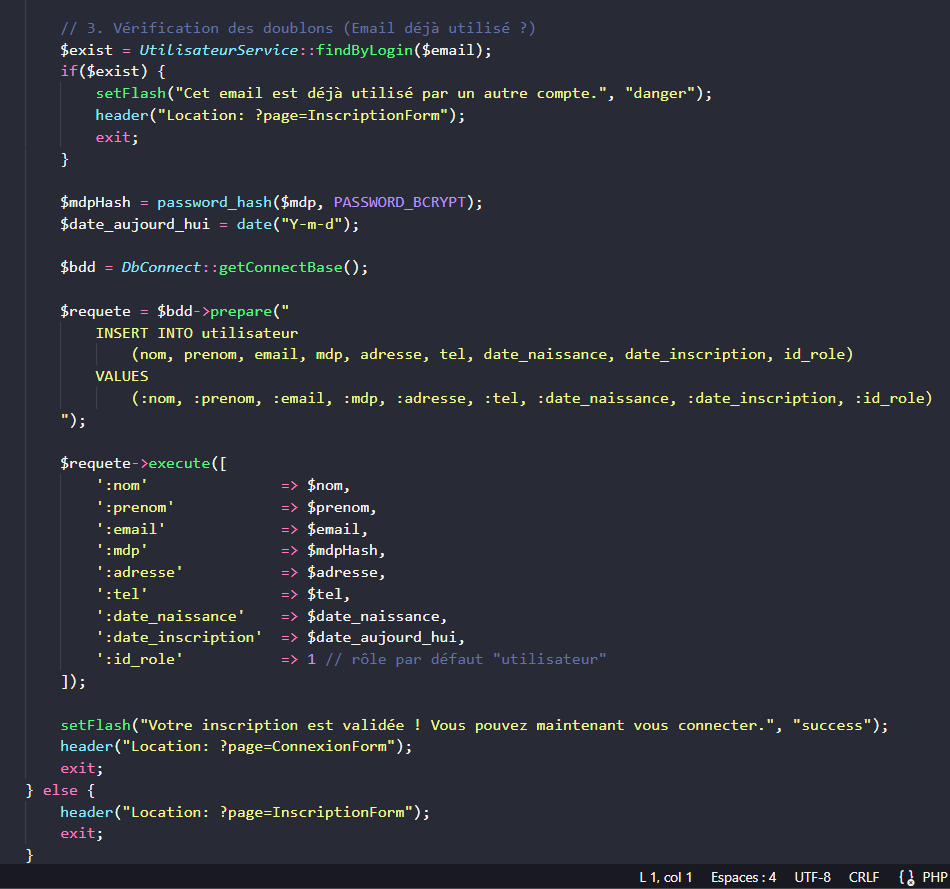 // 3. Vérification des doublons (Email déjà utilisé ?)
$exist = UtilisateurService::findByLogin($email);
if($exist) {
setFlash("Cet email est déjà utilisé par un autre compte.", "danger");
header("Location: ?page=InscriptionForm");
exit;
}
$mdpHash = password_hash($mdp, PASSWORD_BCRYPT);
$date_aujourd_hui = date("Y-m-d");
$bdd = DbConnect::getConnectBase();
$requete = $bdd->prepare("
INSERT INTO utilisateur
(nom, prenom, email, mdp, adresse, tel, date_naissance, date_inscription, id_role)
VALUES
(:nom, :prenom, :email, :mdp, :adresse, :tel, :date_naissance, :date_inscription, :id_role)
");
$requete->execute([
':nom' => $nom,
':prenom' => $prenom,
':email' => $email,
':mdp' => $mdpHash,
':adresse' => $adresse,
':tel' => $tel,
':date_naissance' => $date_naissance,
':date_inscription' => $date_aujourd_hui,
':id_role' => 1 // rôle par défaut "utilisateur"
]);
setFlash("Votre inscription est validée ! Vous pouvez maintenant vous connecter.", "success");
header("Location: ?page=ConnexionForm");
exit;
} else {
header("Location: ?page=InscriptionForm");
exit;
}
L 1, col 1 Espaces : 4 UTF-8 CRLF {} PHP